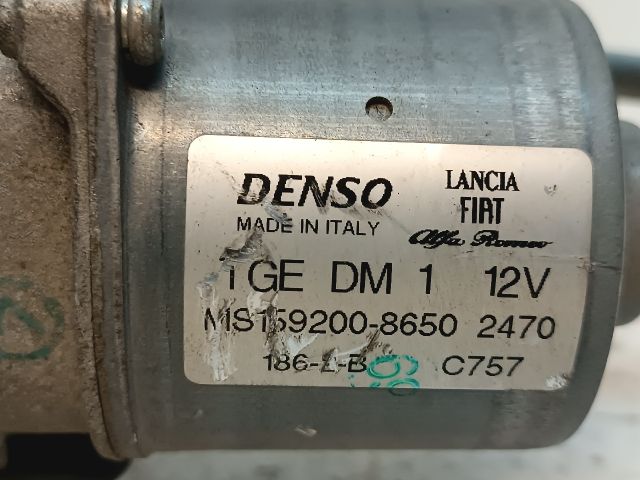 DENSO
MADE IN ITALY
LANCIA
FIAT
Alfa Romeo
TGE DM 1 12V
MS159200-8650 2470
C757